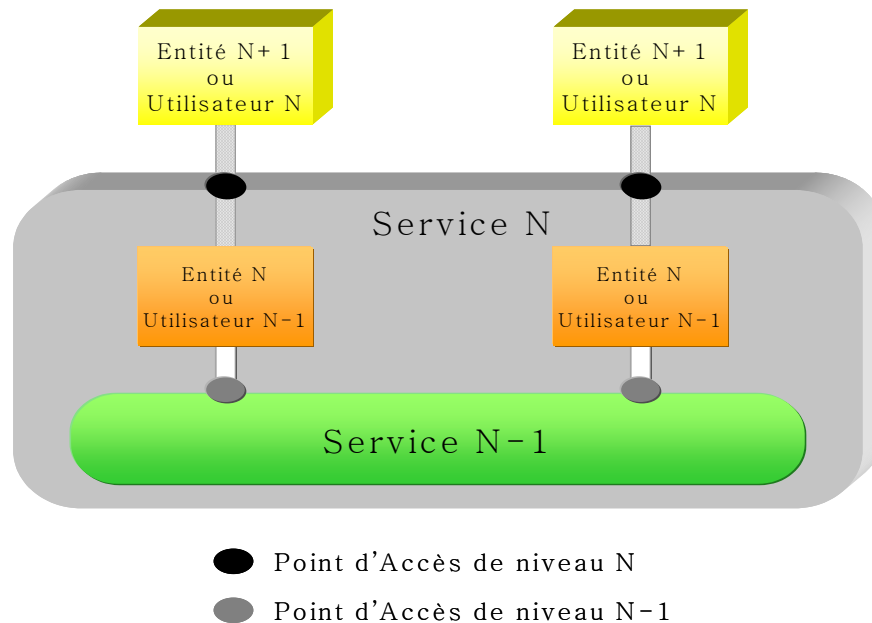 Entité N+1
ou
Utilisateur N
Entité N+1
ou
Utilisateur N
Service N
Entité N
ou
Utilisateur N-1
Entité N
ou
Utilisateur N-1
Service N-1
Point d'Accès de niveau N
Point d'Accès de niveau N-1